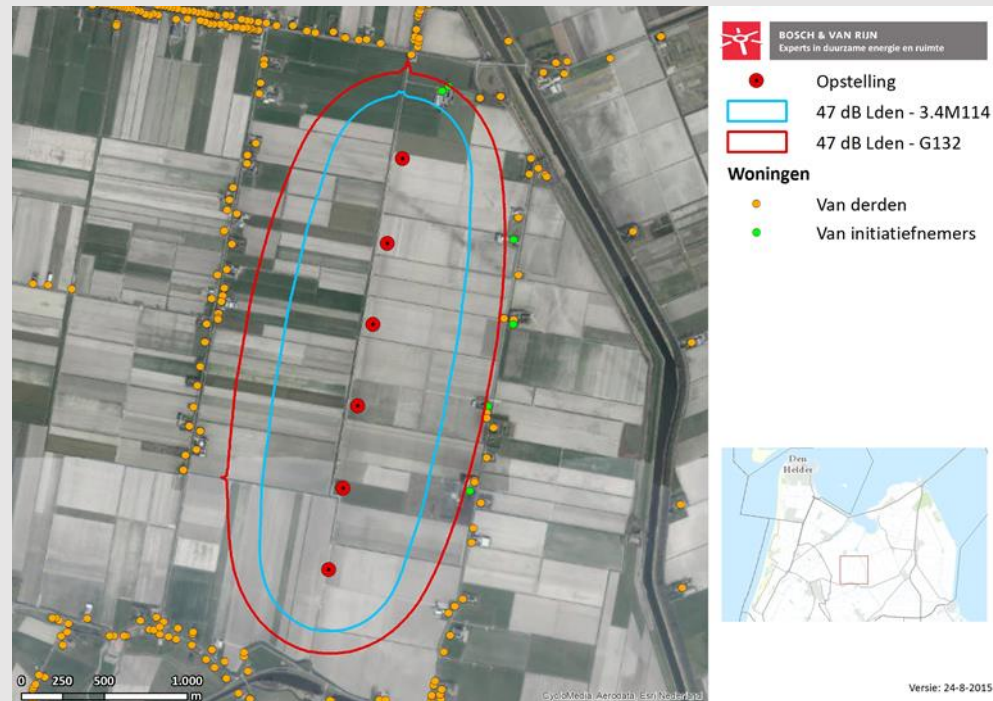 BOSCH & VAN RIJN
Experts in duurzame energie en ruimte
Opstelling
47 dB Lden - 3.4M114
47 dB Lden - G132
Woningen
Van derden
Van initiatiefnemers
Den
Helder
0 250 500 1.000
m
CycloMedia, Aerodata, Esri Nederland
Versie: 24-8-2015